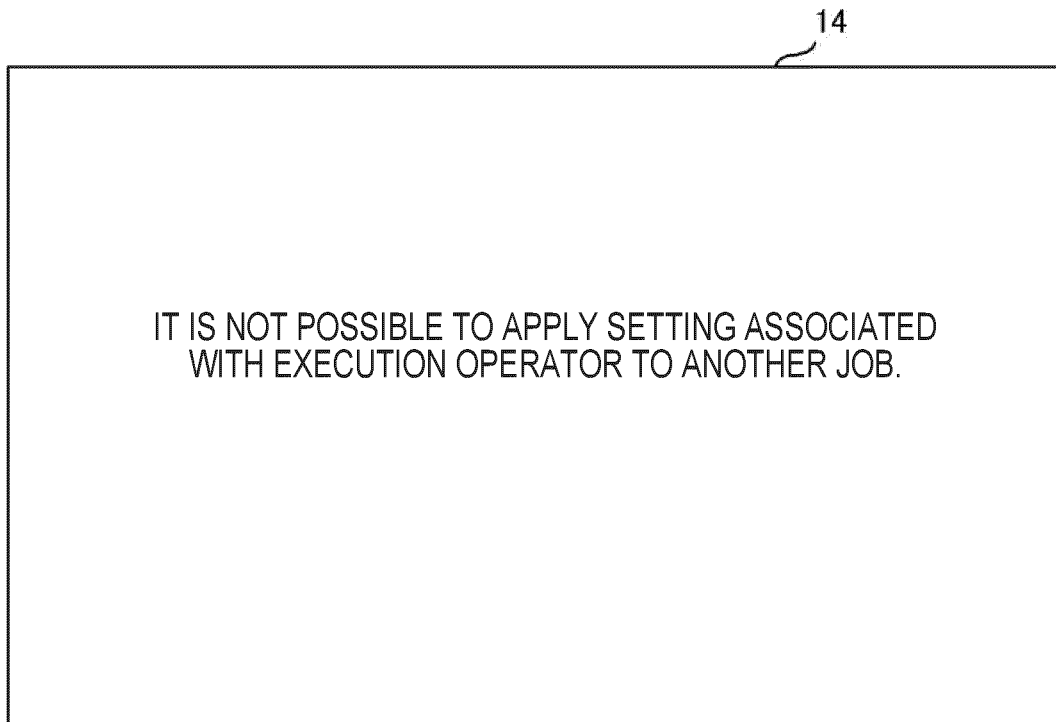 14
IT IS NOT POSSIBLE TO APPLY SETTING ASSOCIATED
WITH EXECUTION OPERATOR TO ANOTHER JOB.